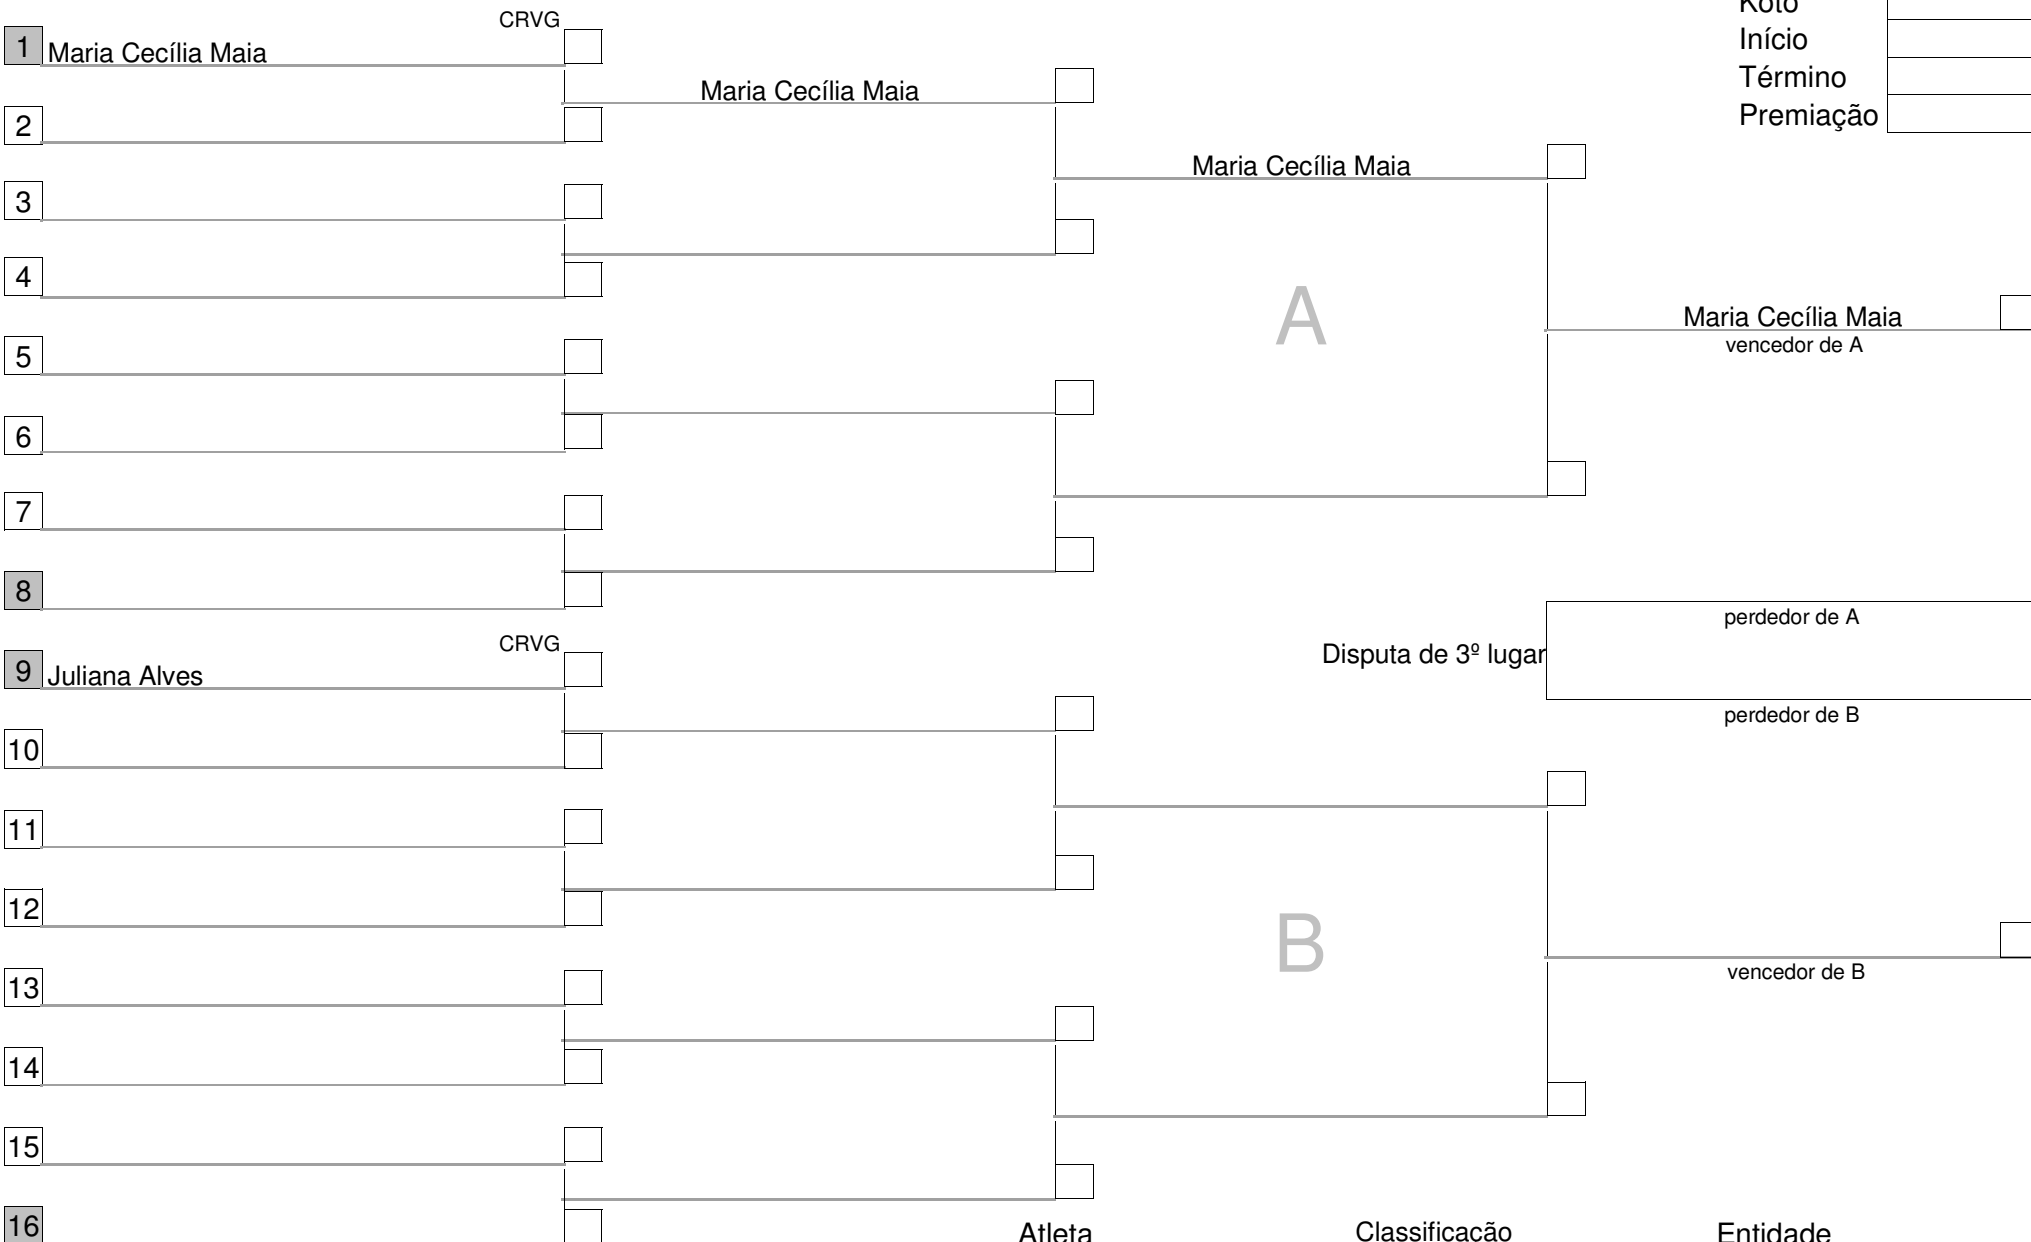 Koto
CRVG
1 Maria Cecília Maia
Início
Término
Maria Cecília Maia
Premiação
2
Maria Cecília Maia
3
4
A
Maria Cecília Maia
vencedor de A
5
6
7
8
perdedor de A
CRVG
Disputa de 3º lugar
9 Juliana Alves
perdedor de B
10
11
12
B
vencedor de B
13
14
15
16
Atleta Classificação Entidade